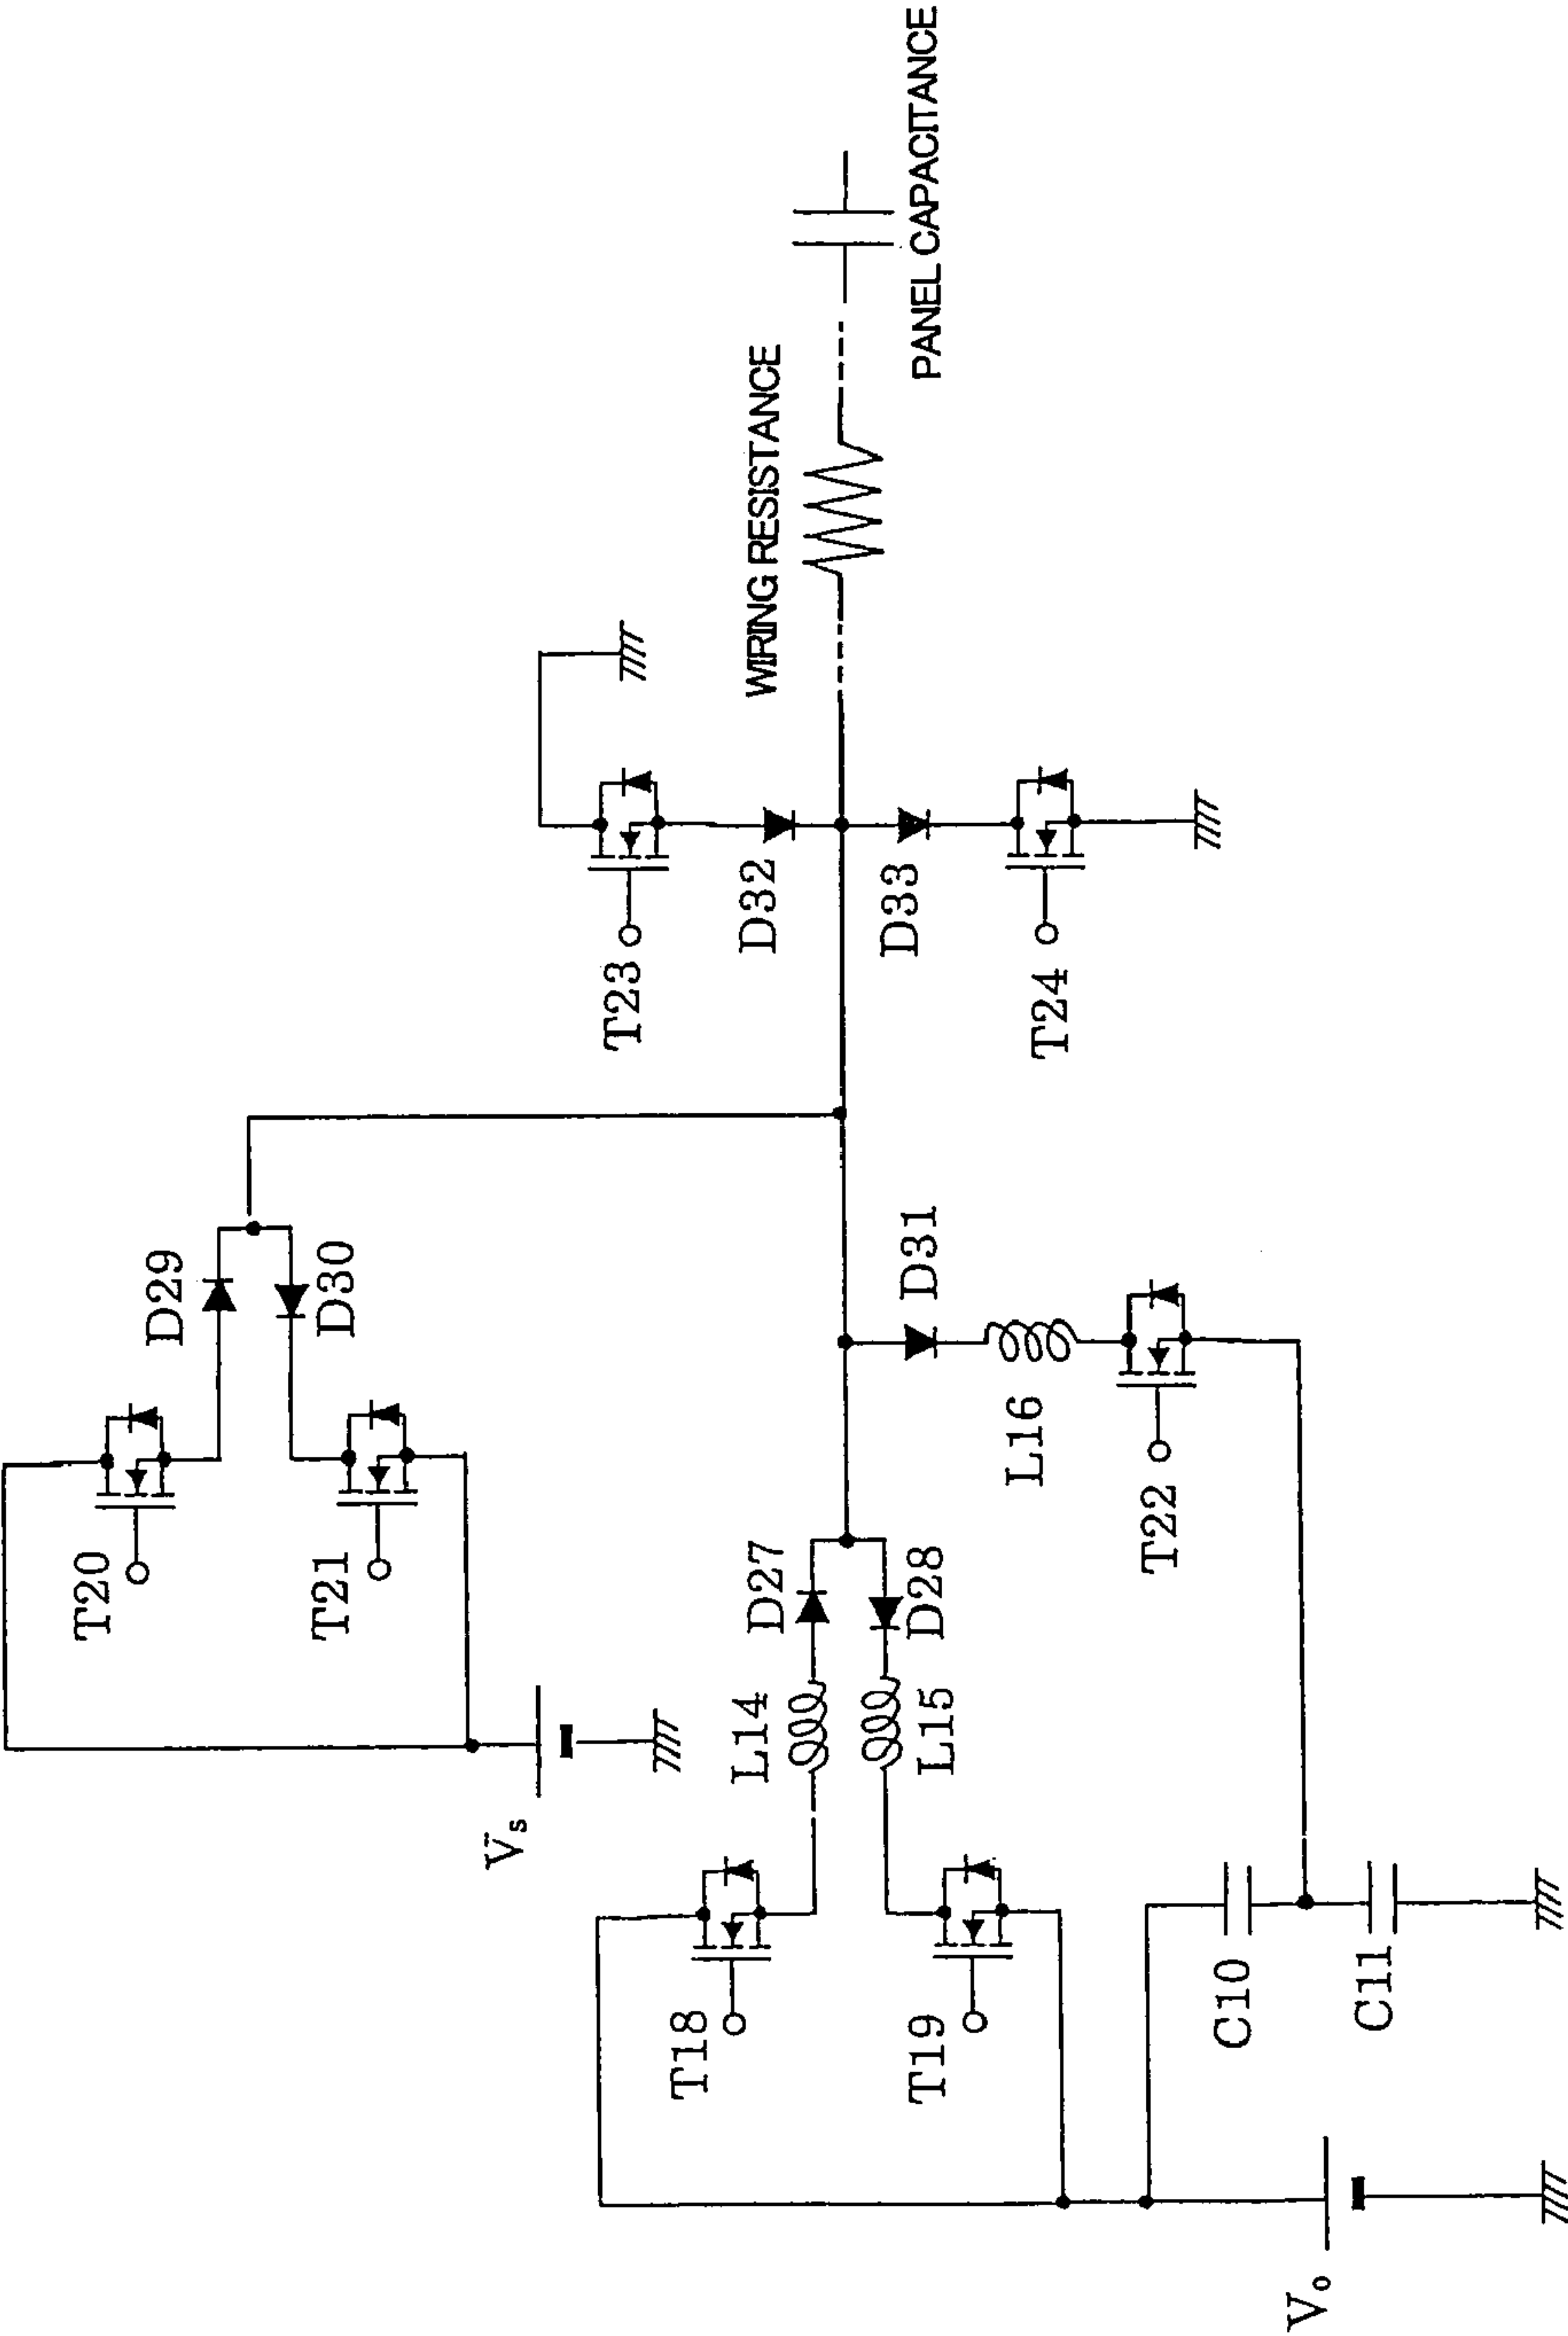 T20
D29
T21
D30
Vs
T18
L14
D27
T19
L15
D28
D31
L16
T22
C10
C11
Vo
T23
D32
D33
T24
WIRING RESISTANCE
PANEL CAPACITANCE